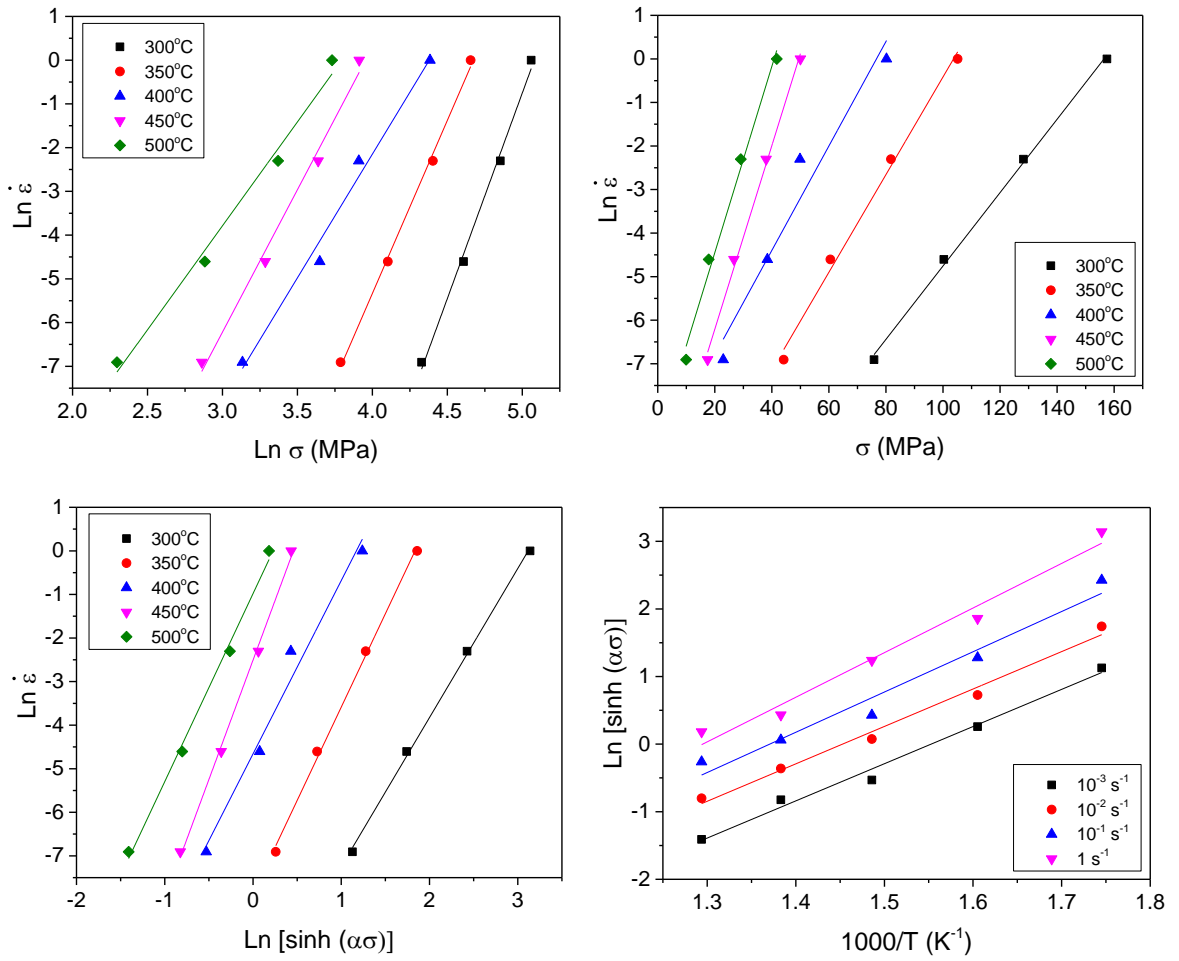 1
0
-1
-2
-3
-4
-5
-6
-7
Ln ε̇
300°C
350°C
400°C
450°C
500°C
2.0 2.5 3.0 3.5 4.0 4.5 5.0
Ln σ (MPa)
1
0
-1
-2
-3
-4
-5
-6
-7
Ln ε̇
300°C
350°C
400°C
450°C
500°C
0 20 40 60 80 100 120 140 160
σ (MPa)
1
0
-1
-2
-3
-4
-5
-6
-7
Ln ε̇
300°C
350°C
400°C
450°C
500°C
-2 -1 0 1 2 3
Ln [sinh (ασ)]
3
2
1
0
-1
-2
Ln [sinh (ασ)]
10⁻³ s⁻¹
10⁻² s⁻¹
10⁻¹ s⁻¹
1 s⁻¹
1.3 1.4 1.5 1.6 1.7 1.8
1000/T (K⁻¹)